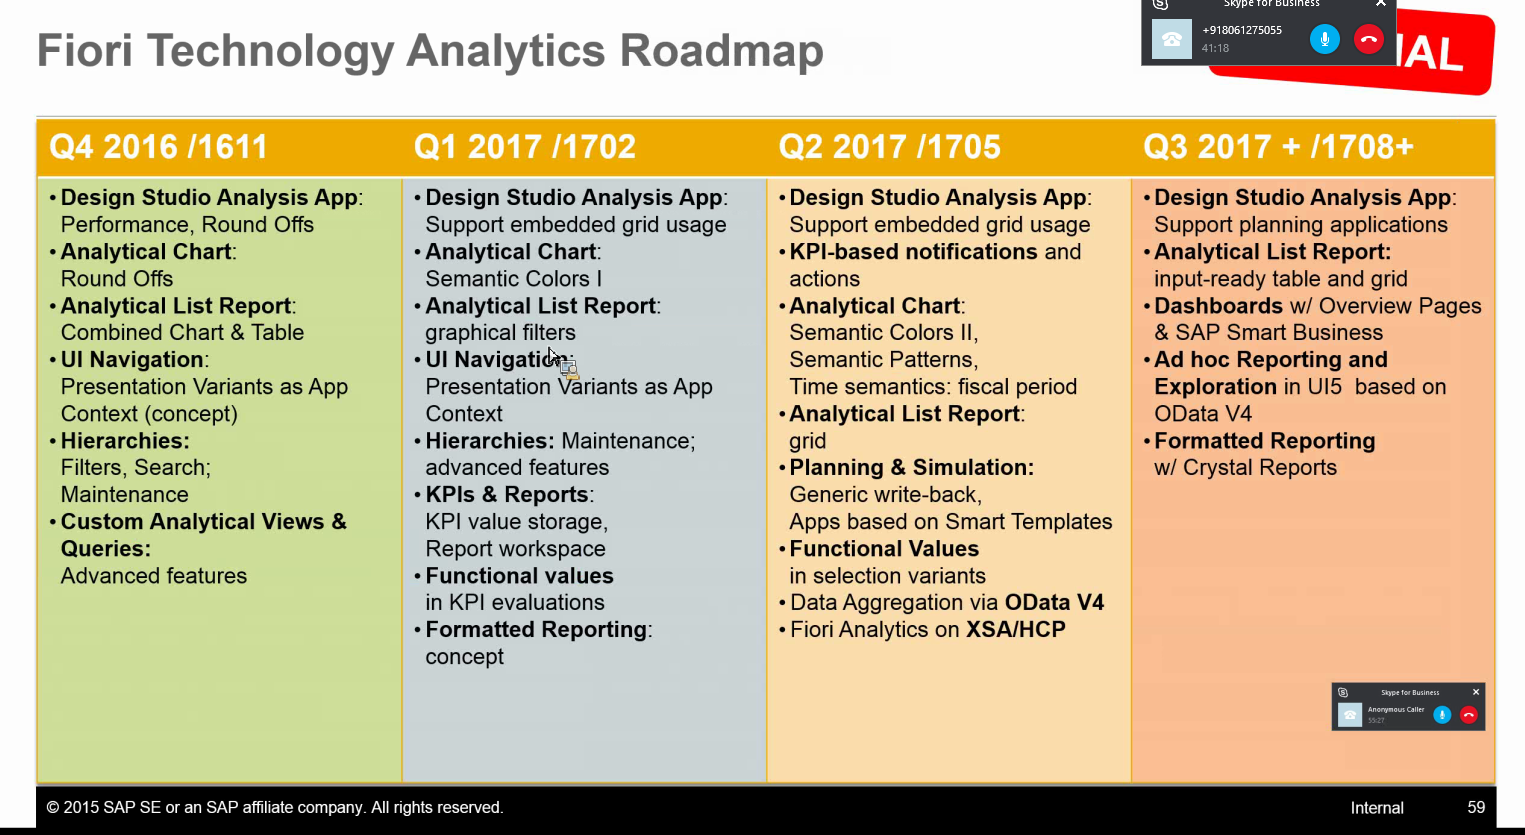 Fiori Technology Analytics Roadmap
Skype for Business
+918061275055
41:18
IAL
Q4 2016 /1611
• Design Studio Analysis App:
Performance, Round Offs
• Analytical Chart:
Round Offs
• Analytical List Report:
Combined Chart & Table
• UI Navigation:
Presentation Variants as App
Context (concept)
• Hierarchies:
Filters, Search;
Maintenance
• Custom Analytical Views &
Queries:
Advanced features
Q1 2017 /1702
• Design Studio Analysis App:
Support embedded grid usage
• Analytical Chart:
Semantic Colors I
• Analytical List Report:
graphical filters
• UI Navigation:
Presentation Variants as App
Context
• Hierarchies: Maintenance;
advanced features
• KPIs & Reports:
KPI value storage,
Report workspace
• Functional values
in KPI evaluations
• Formatted Reporting:
concept
Q2 2017 /1705
• Design Studio Analysis App:
Support embedded grid usage
• KPI-based notifications and
actions
• Analytical Chart:
Semantic Colors II,
Semantic Patterns,
Time semantics: fiscal period
• Analytical List Report:
grid
• Planning & Simulation:
Generic write-back,
Apps based on Smart Templates
• Functional Values
in selection variants
• Data Aggregation via OData V4
• Fiori Analytics on XSA/HCP
Q3 2017 + /1708+
• Design Studio Analysis App:
Support planning applications
• Analytical List Report:
input-ready table and grid
• Dashboards w/ Overview Pages
& SAP Smart Business
• Ad hoc Reporting and
Exploration in UI5 based on
OData V4
• Formatted Reporting
w/ Crystal Reports
Skype for Business
Anonymous Caller
55:27
© 2015 SAP SE or an SAP affiliate company. All rights reserved.
Internal
59